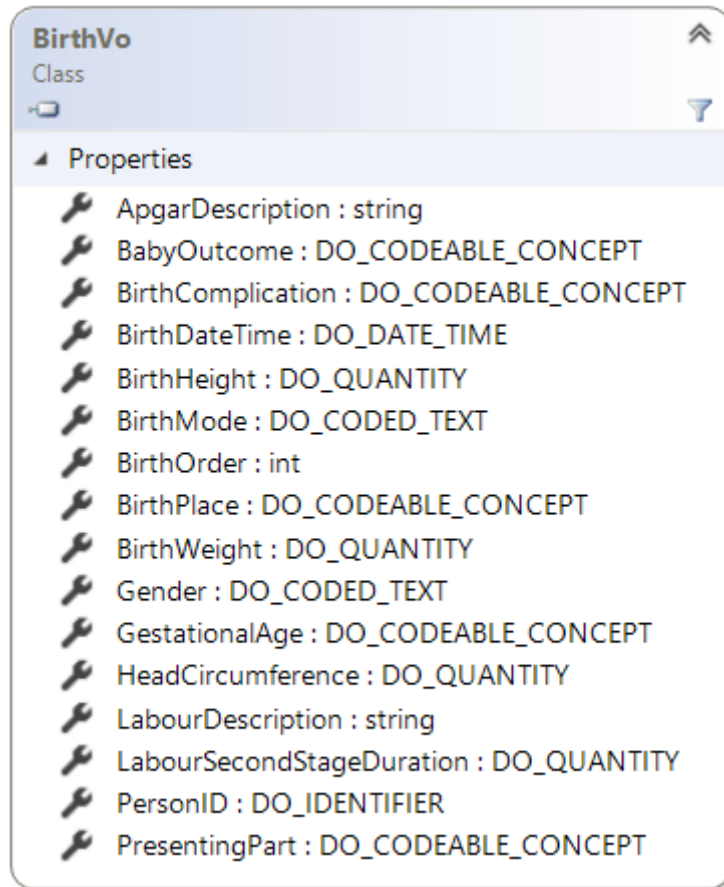 BirthVo
Class
Properties
ApgarDescription : string
BabyOutcome : DO_CODEABLE_CONCEPT
BirthComplication : DO_CODEABLE_CONCEPT
BirthDateTime : DO_DATE_TIME
BirthHeight : DO_QUANTITY
BirthMode : DO_CODED_TEXT
BirthOrder : int
BirthPlace : DO_CODEABLE_CONCEPT
BirthWeight : DO_QUANTITY
Gender : DO_CODED_TEXT
GestationalAge : DO_CODEABLE_CONCEPT
HeadCircumference : DO_QUANTITY
LabourDescription : string
LabourSecondStageDuration : DO_QUANTITY
PersonID : DO_IDENTIFIER
PresentingPart : DO_CODEABLE_CONCEPT